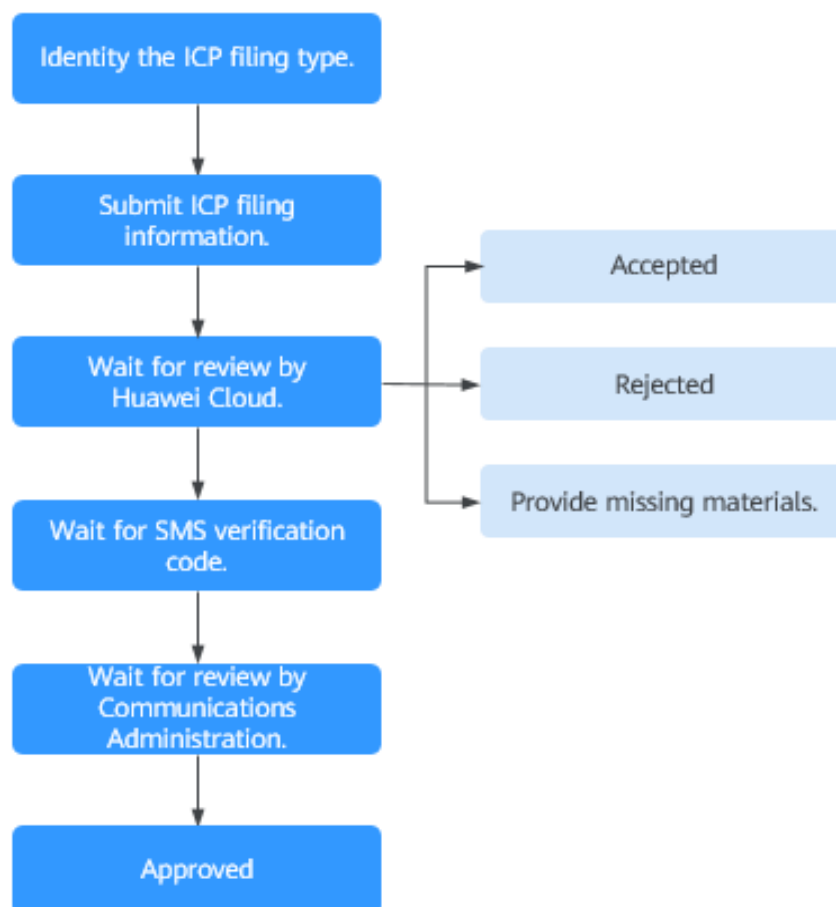 Identity the ICP filing type.
Submit ICP filing
information.
Wait for review by
Huawei Cloud.
Accepted
Rejected
Provide missing materials.
Wait for SMS verification
code.
Wait for review by
Communications
Administration.
Approved